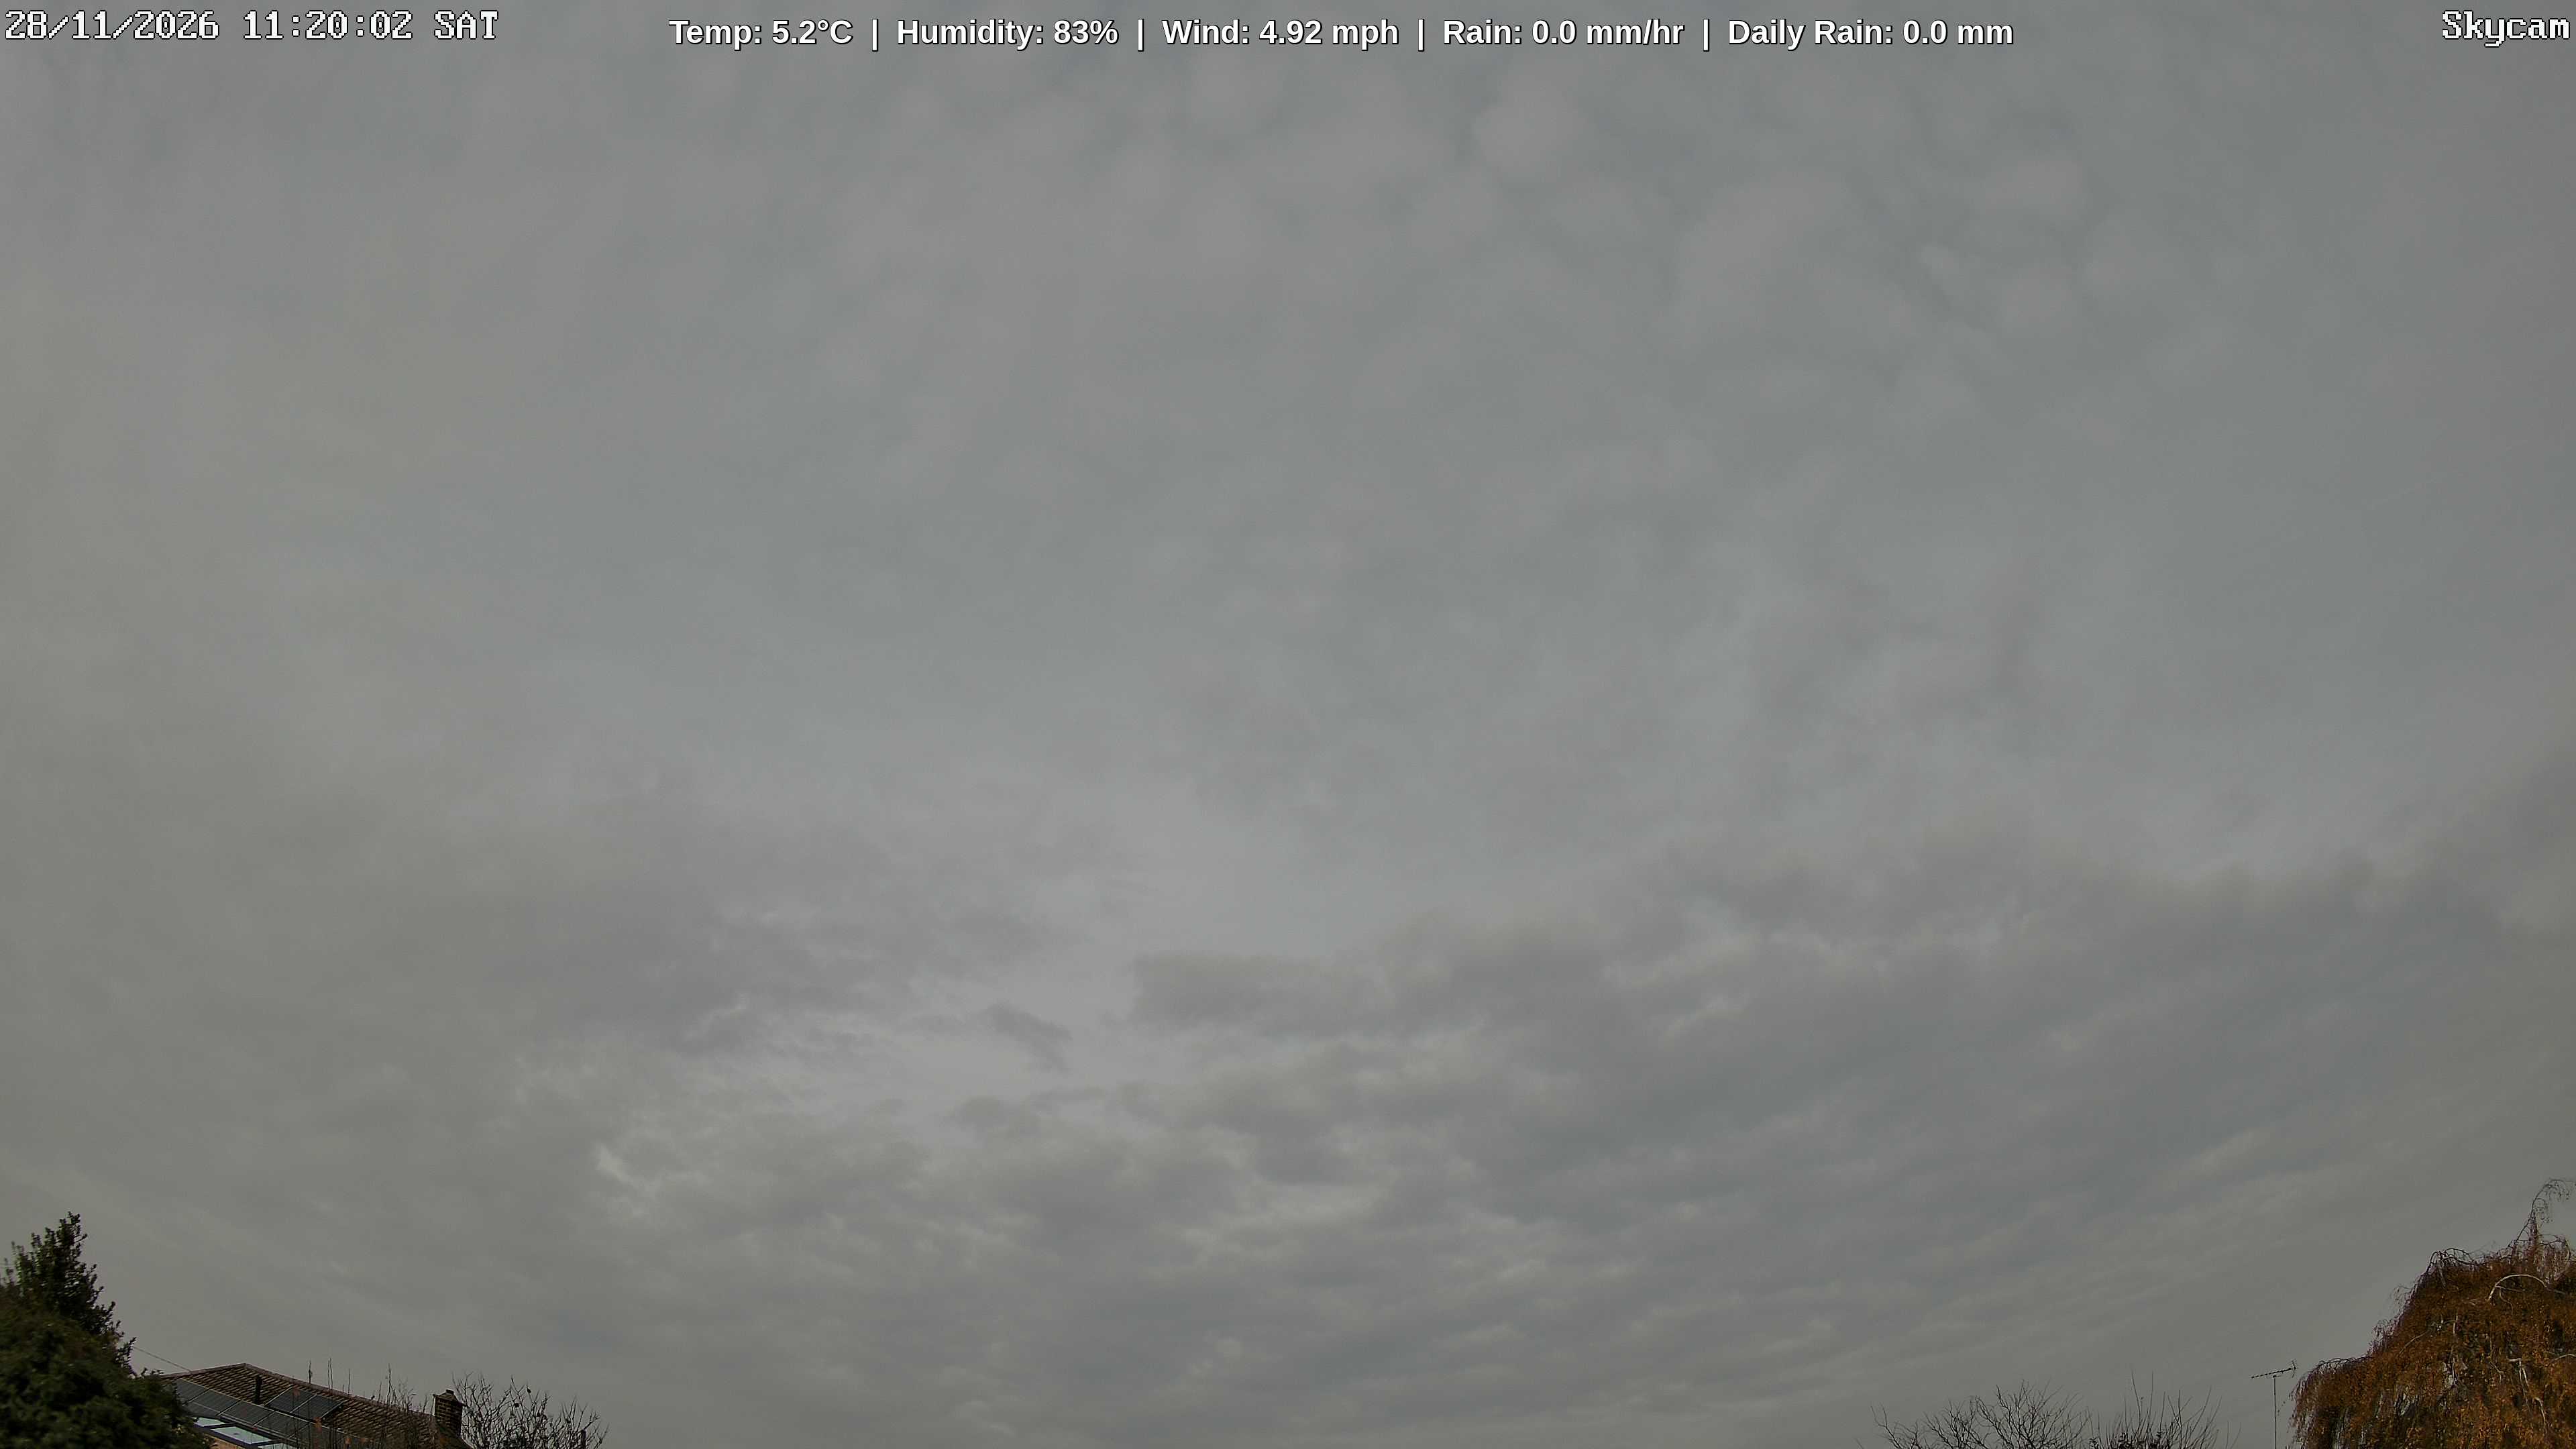 28/11/2026 11:20:02 SAT
Temp: 5.2°C | Humidity: 83% | Wind: 4.92 mph | Rain: 0.0 mm/hr | Daily Rain: 0.0 mm
Skycam